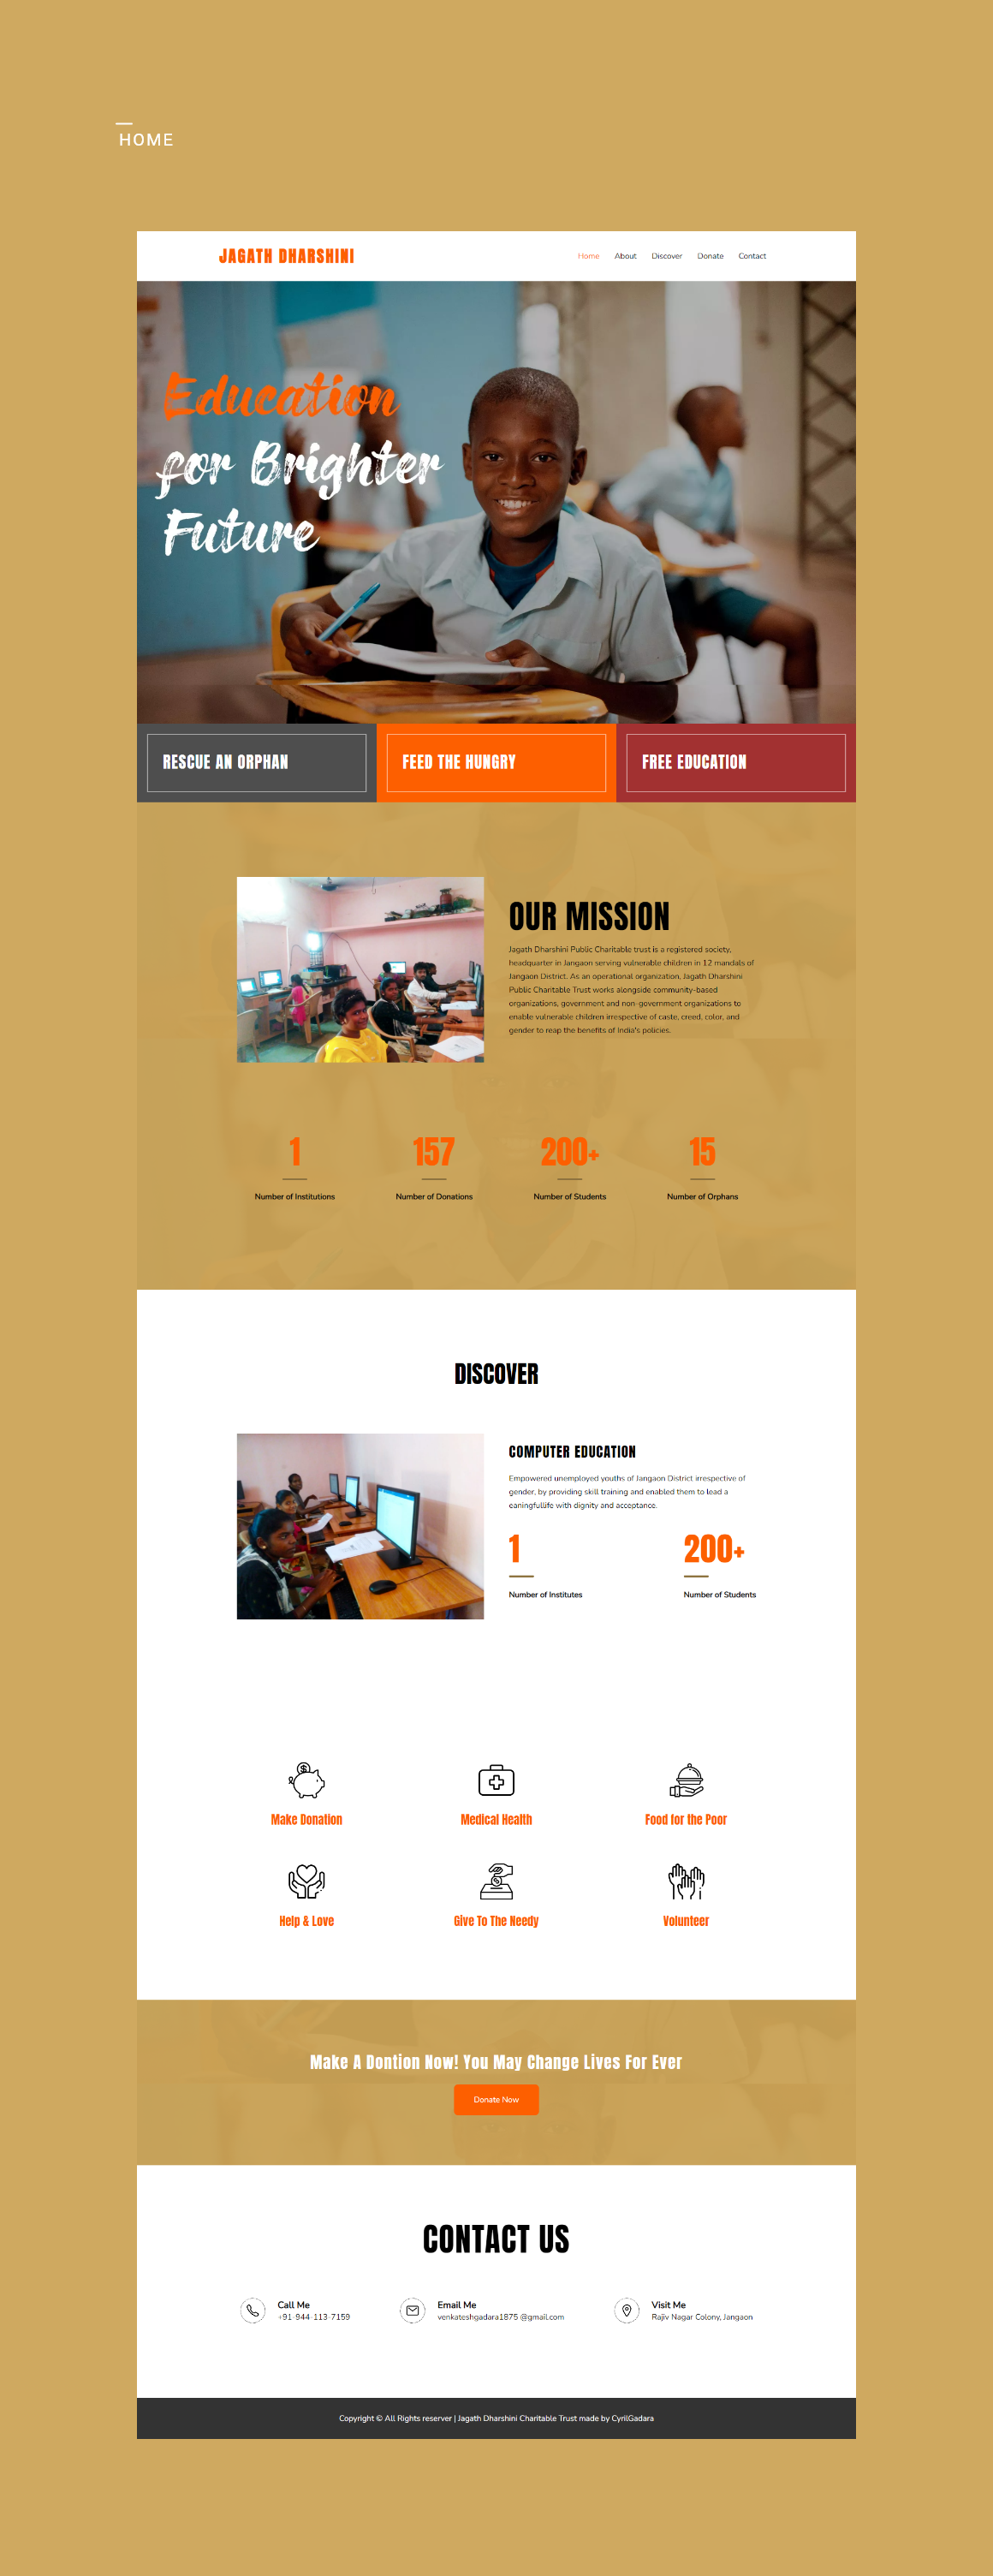 HOME
JAGATH DHARSHINI
Home About Discover Donate Contact
Education
for Brighter
Future
RESCUE AN ORPHAN
FEED THE HUNGRY
FREE EDUCATION
OUR MISSION
Jagath Dharshini Public Charitable trust is a registered society,
headquarter in Jangaon serving vulnerable children in 12 mandals of
Jangaon District. As an operational organization, Jagath Dharshini
Public Charitable Trust works alongside community-based
organizations, government and non-government organizations to
enable vulnerable children irrespective of caste, creed, color, and
gender to reap the benefits of India's policies.
1
Number of Institutions
157
Number of Donations
200+
Number of Students
15
Number of Orphans
DISCOVER
COMPUTER EDUCATION
Empowered unemployed youths of Jangaon District irrespective of
gender, by providing skill training and enabled them to lead a
eaningfullife with dignity and acceptance.
1
Number of Institutes
200+
Number of Students
Make Donation
Medical Health
Food for the Poor
Help & Love
Give To The Needy
Volunteer
Make A Dontion Now! You May Change Lives For Ever
Donate Now
CONTACT US
Call Me
+91-944-113-7159
Email Me
venkateshgadara1875 @gmail.com
Visit Me
Rajiv Nagar Colony, Jangaon
Copyright © All Rights reserver | Jagath Dharshini Charitable Trust made by CyrilGadara